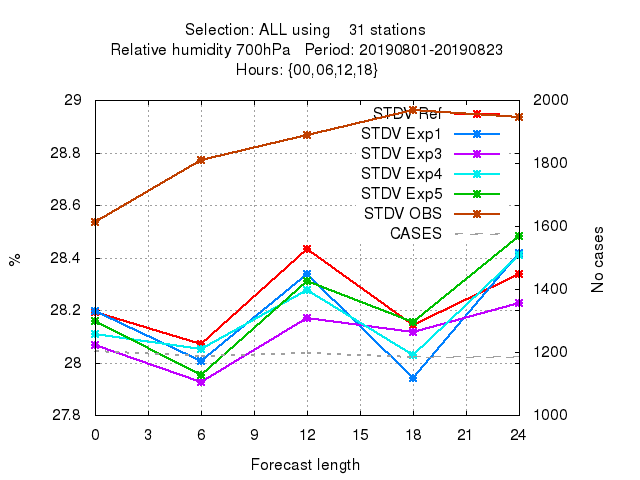 Selection: ALL using 31 stations
Relative humidity 700hPa Period: 20190801-20190823
Hours: {00,06,12,18}
29
28.8
28.6
28.4
28.2
28
27.8
%
2000
1800
1600
1400
1200
1000
No cases
STDV Ref
STDV Exp1
STDV Exp3
STDV Exp4
STDV Exp5
STDV OBS
CASES
0 3 6 9 12 15 18 21 24
Forecast length